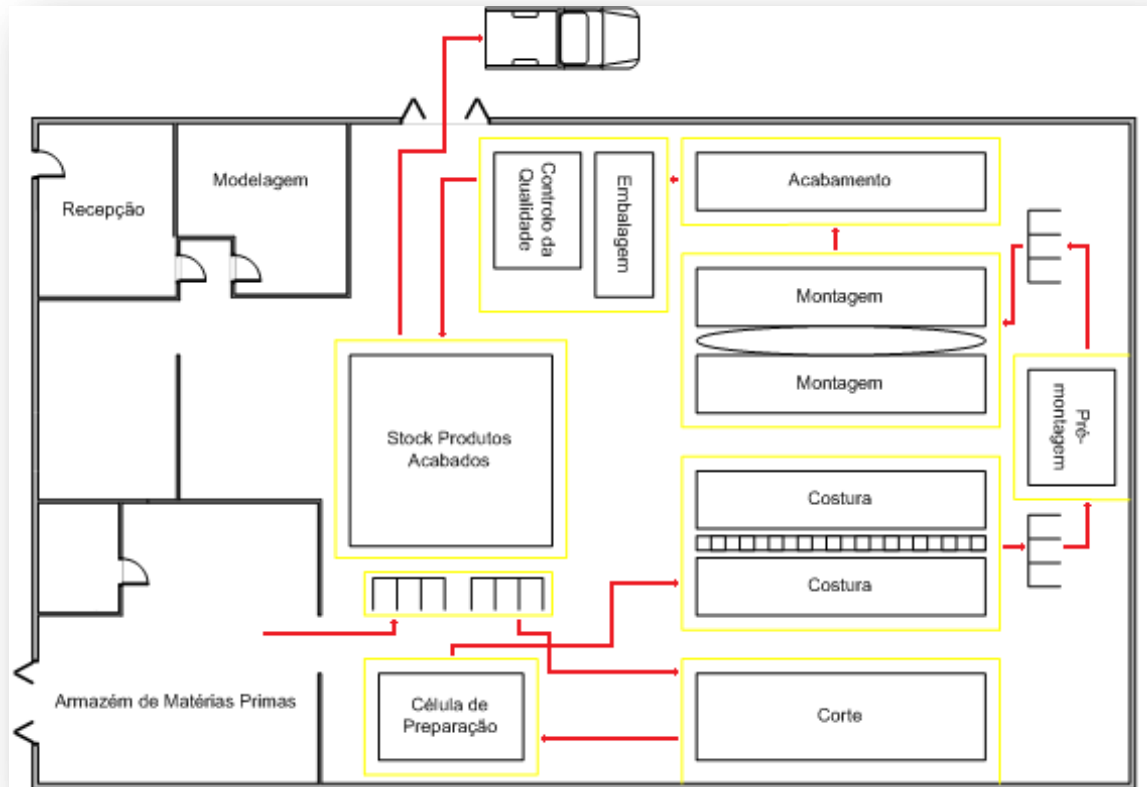 Recepção
Modelagem
Controlo da
Qualidade
Embalagem
Acabamento
Montagem
Montagem
Pré-
montagem
Stock Produtos
Acabados
Costura
Costura
Armazém de Matérias Primas
Célula de
Preparação
Corte